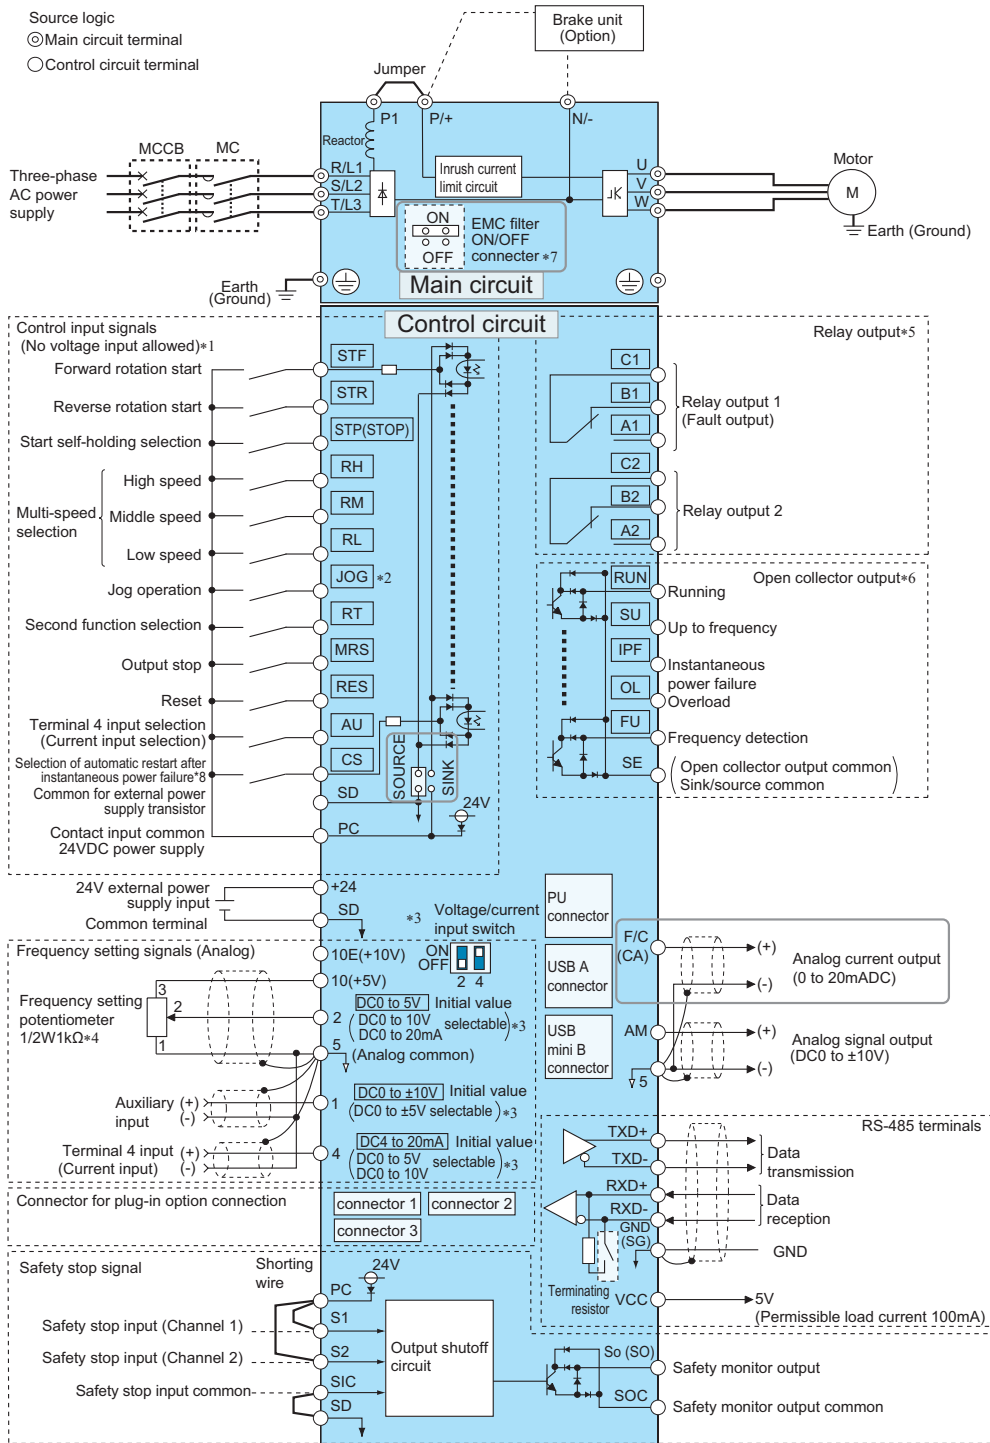 Source logic
Main circuit terminal
Control circuit terminal
Brake unit
(Option)
Jumper
P1
P/+
N/-
Reactor
MCCB
MC
Three-phase
AC power
supply
R/L1
S/L2
T/L3
Inrush current
limit circuit
U
V
W
Motor
M
Earth (Ground)
ON
OFF
EMC filter
ON/OFF
connecter *7
Earth
(Ground)
Main circuit
Control circuit
Control input signals
(No voltage input allowed)*1
Forward rotation start
Reverse rotation start
Start self-holding selection
Multi-speed
selection
High speed
Middle speed
Low speed
Jog operation
Second function selection
Output stop
Reset
Terminal 4 input selection
(Current input selection)
Selection of automatic restart after
instantaneous power failure*8
Common for external power
supply transistor
Contact input common
24VDC power supply
STF
STR
STP(STOP)
RH
RM
RL
JOG *2
RT
MRS
RES
AU
CS
SD
PC
SOURCE
SINK
24V
Relay output*5
C1
B1
A1
Relay output 1
(Fault output)
C2
B2
A2
Relay output 2
Open collector output*6
RUN
Running
SU
Up to frequency
IPF
Instantaneous
power failure
OL
Overload
FU
Frequency detection
SE
(Open collector output common)
Sink/source common
24V external power
supply input
Common terminal
+24
SD
*3 Voltage/current
input switch
ON
OFF
2 4
PU
connector
USB A
connector
USB
mini B
connector
F/C
(CA)
(+)
(-)
Analog current output
(0 to 20mADC)
AM
5
(+)
(-)
Analog signal output
(DC0 to ±10V)
Frequency setting signals (Analog)
Frequency setting
potentiometer
1/2W1kΩ*4
3
2
1
10E(+10V)
10(+5V)
2
DC0 to 5V Initial value
(DC0 to 10V
DC0 to 20mA selectable)*3
5
(Analog common)
Auxiliary
input
(+)
(-)
1
DC0 to ±10V Initial value
(DC0 to ±5V selectable)*3
Terminal 4 input
(Current input)
(+)
(-)
4
DC4 to 20mA Initial value
(DC0 to 5V
DC0 to 10V selectable)*3
RS-485 terminals
TXD+
TXD-
Data
transmission
RXD+
RXD-
Data
reception
GND
(SG)
GND
Terminating
resistor
VCC
5V
(Permissible load current 100mA)
Connector for plug-in option connection
connector 1
connector 2
connector 3
Safety stop signal
Shorting
wire
24V
PC
S1
S2
SIC
SD
Safety stop input (Channel 1)
Safety stop input (Channel 2)
Safety stop input common
Output shutoff
circuit
So (SO)
Safety monitor output
SOC
Safety monitor output common